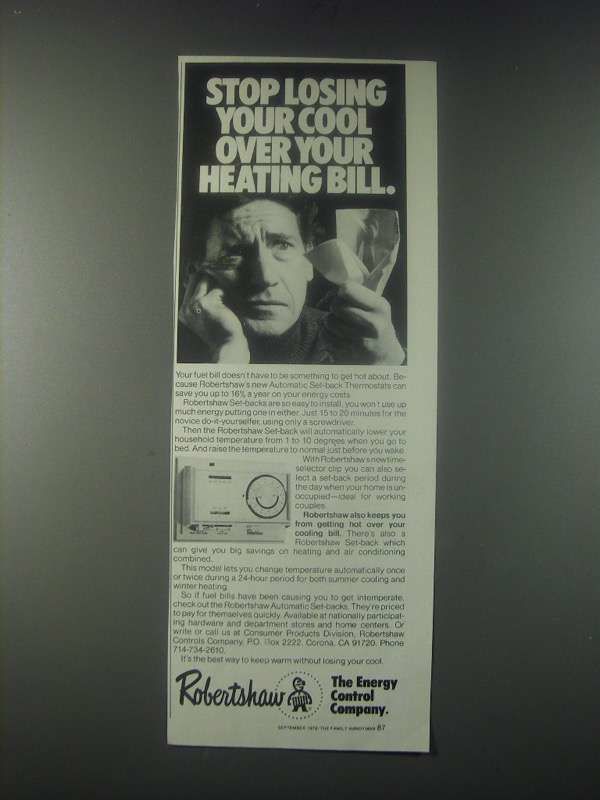 STOP LOSING
YOUR COOL
OVER YOUR
HEATING BILL.
Your fuel bill doesn't have to be something to get hot about. Be-
cause Robertshaw's new Automatic Set-back Thermostats can
save you up to 16% a year on your energy costs.
Robertshaw Set-backs are so easy to install, you won't use up
much energy putting one in either. Just 15 to 20 minutes for the
novice do-it-yourselfer, using only a screwdriver.
Then the Robertshaw Set-back will automatically lower your
household temperature from 1 to 10 degrees when you go to
bed. And raise the temperature to normal just before you wake.
With Robertshaw's new time-
selector clip you can also se-
lect a set-back period during
the day when your home is un-
occupied—ideal for working
couples.
Robertshaw also keeps you
from getting hot over your
cooling bill. There's also a
Robertshaw Set-back which
can give you big savings on heating and air conditioning
combined.
This model lets you change temperature automatically once
or twice during a 24-hour period for both summer cooling and
winter heating.
So if fuel bills have been causing you to get intemperate,
check out the Robertshaw Automatic Set-backs. They're priced
to pay for themselves quickly. Available at nationally participat-
ing hardware and department stores and home centers. Or
write or call us at Consumer Products Division, Robertshaw
Controls Company, P.O. Box 2222, Corona, CA 91720. Phone
714-734-2610.
It's the best way to keep warm without losing your cool.
Robertshaw ®
The Energy
Control
Company.
SEPTEMBER THE FAMILY HANDYMAN 87